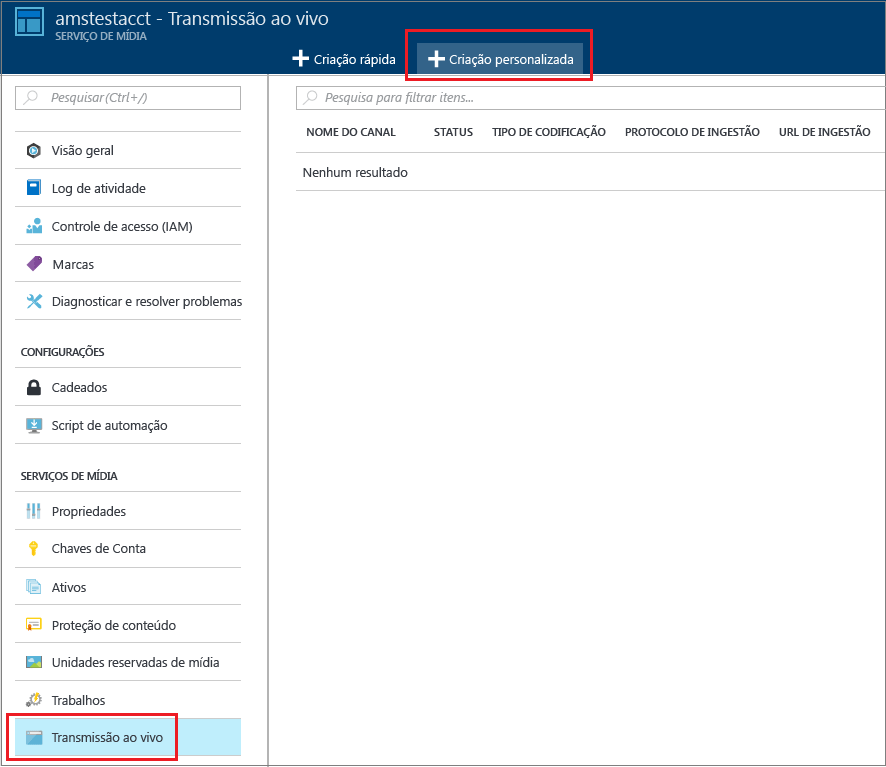 amstestacct - Transmissão ao vivo
SERVIÇO DE MÍDIA
Criação rápida
Criação personalizada
Pesquisar(Ctrl+/)
Visão geral
Log de atividade
Controle de acesso (IAM)
Marcas
Diagnosticar e resolver problemas
CONFIGURAÇÕES
Cadeados
Script de automação
SERVIÇOS DE MÍDIA
Propriedades
Chaves de Conta
Ativos
Proteção de conteúdo
Unidades reservadas de mídia
Trabalhos
Transmissão ao vivo
Pesquisa para filtrar itens...
NOME DO CANAL STATUS TIPO DE CODIFICAÇÃO PROTOCOLO DE INGESTÃO URL DE INGESTÃO
Nenhum resultado